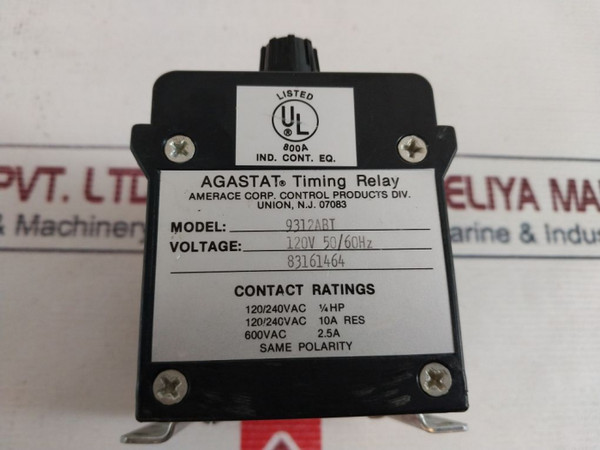 LISTED
UL
®
800A
IND. CONT. EQ.
AGASTAT® Timing Relay
AMERACE CORP. CONTROL PRODUCTS DIV.
UNION, N.J. 07083
MODEL: 9312ABT
VOLTAGE: 120V 50/60Hz
83161464
CONTACT RATINGS
120/240VAC ¼HP
120/240VAC 10A RES
600VAC 2.5A
SAME POLARITY
PVT. LTD
& Machinery
ELIYA MAR
arine & Indus